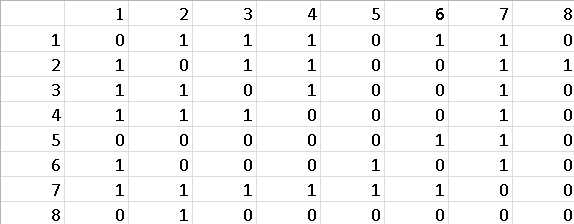 1 2 3 4 5 6 7 8
1 0 1 1 1 0 1 1 0
2 1 0 1 1 0 0 1 1
3 1 1 0 1 0 0 1 0
4 1 1 1 0 0 0 1 0
5 0 0 0 0 0 1 1 0
6 1 0 0 0 1 0 1 0
7 1 1 1 1 1 1 0 0
8 0 1 0 0 0 0 0 0